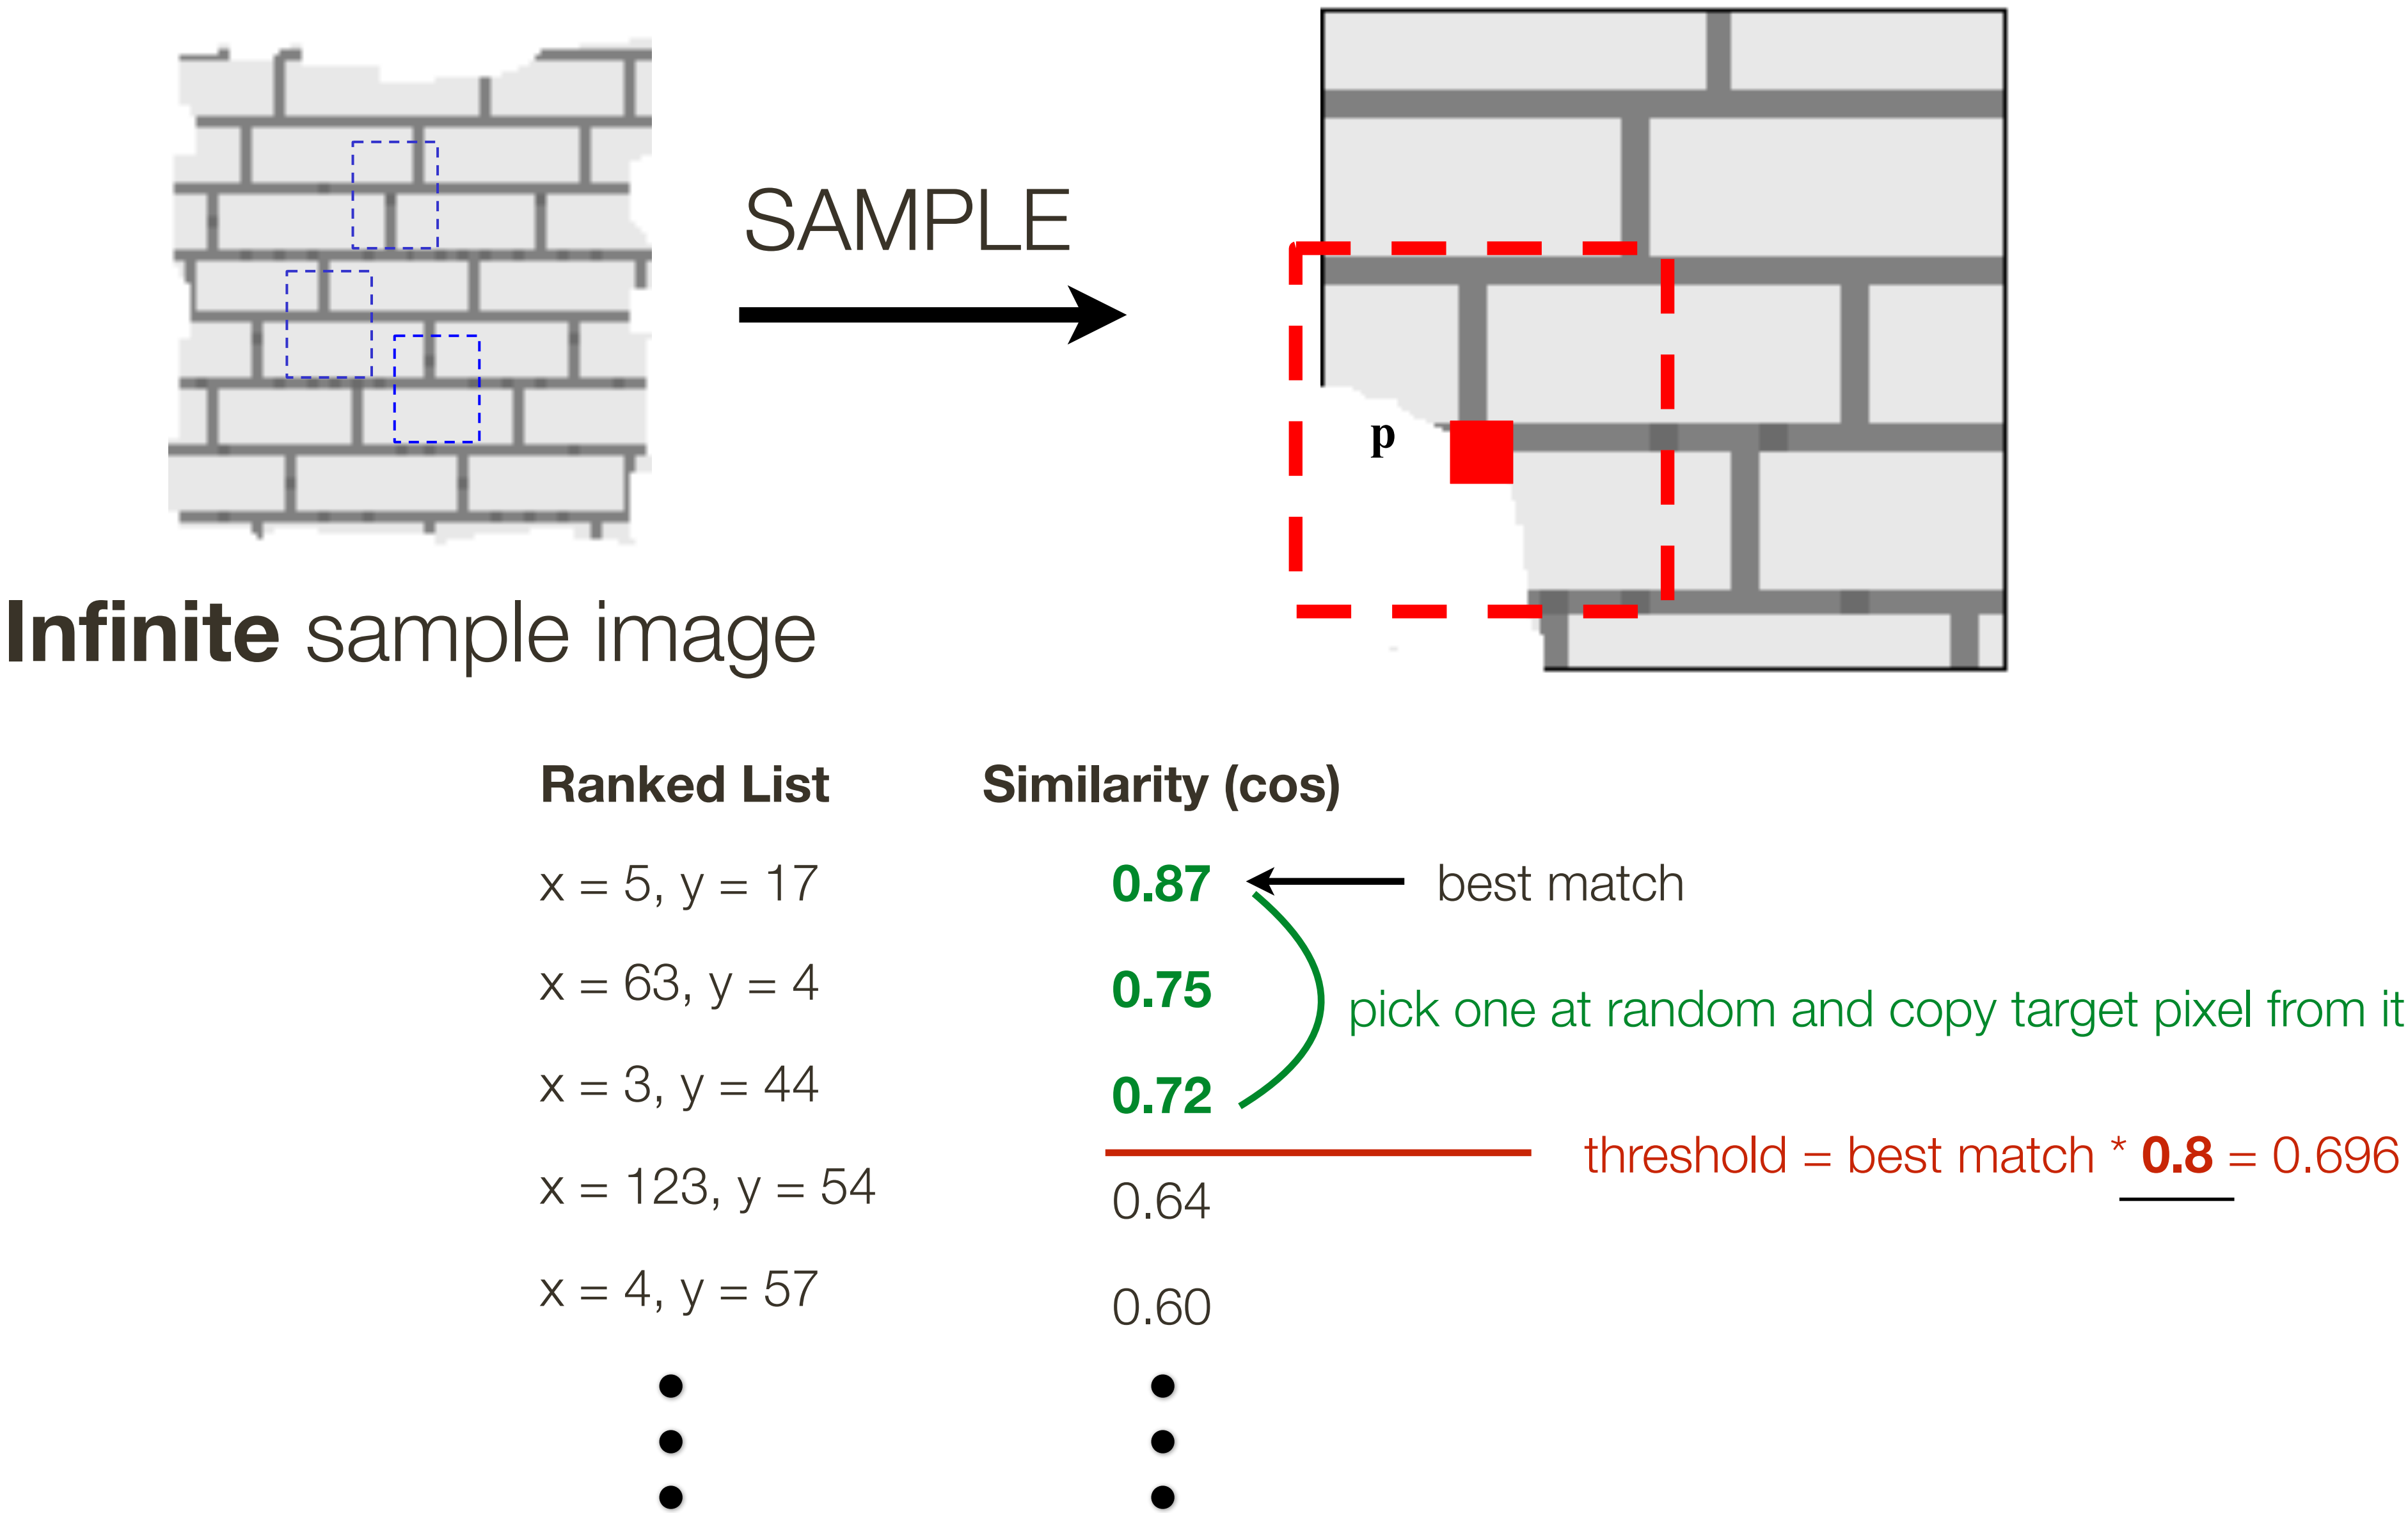 SAMPLE
p
Infinite sample image
Ranked List Similarity (cos)
x = 5, y = 17 0.87 best match
x = 63, y = 4 0.75
pick one at random and copy target pixel from it
x = 3, y = 44 0.72
threshold = best match * 0.8 = 0.696
x = 123, y = 54 0.64
x = 4, y = 57 0.60